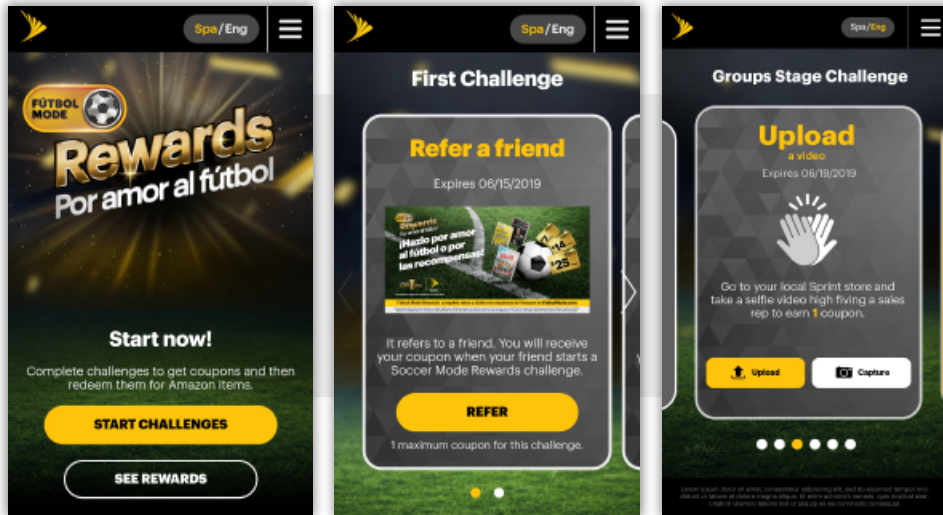 Spa/Eng
FÚTBOL
MODE
Rewards
Por amor al fútbol
Start now!
Complete challenges to get coupons and then
redeem them for Amazon items.
START CHALLENGES
SEE REWARDS
Spa/Eng
First Challenge
Refer a friend
Expires 06/15/2019
Rewards
¡Hazlo por amor
al fútbol o por
las recompensas!
$25
It refers to a friend. You will receive
your coupon when your friend starts a
Soccer Mode Rewards challenge.
REFER
1 maximum coupon for this challenge.
Spa/Eng
Groups Stage Challenge
Upload
a video
Expires 06/19/2019
Go to your local Sprint store and
take a selfie video high fiving a sales
rep to earn 1 coupon.
Upload
Capture